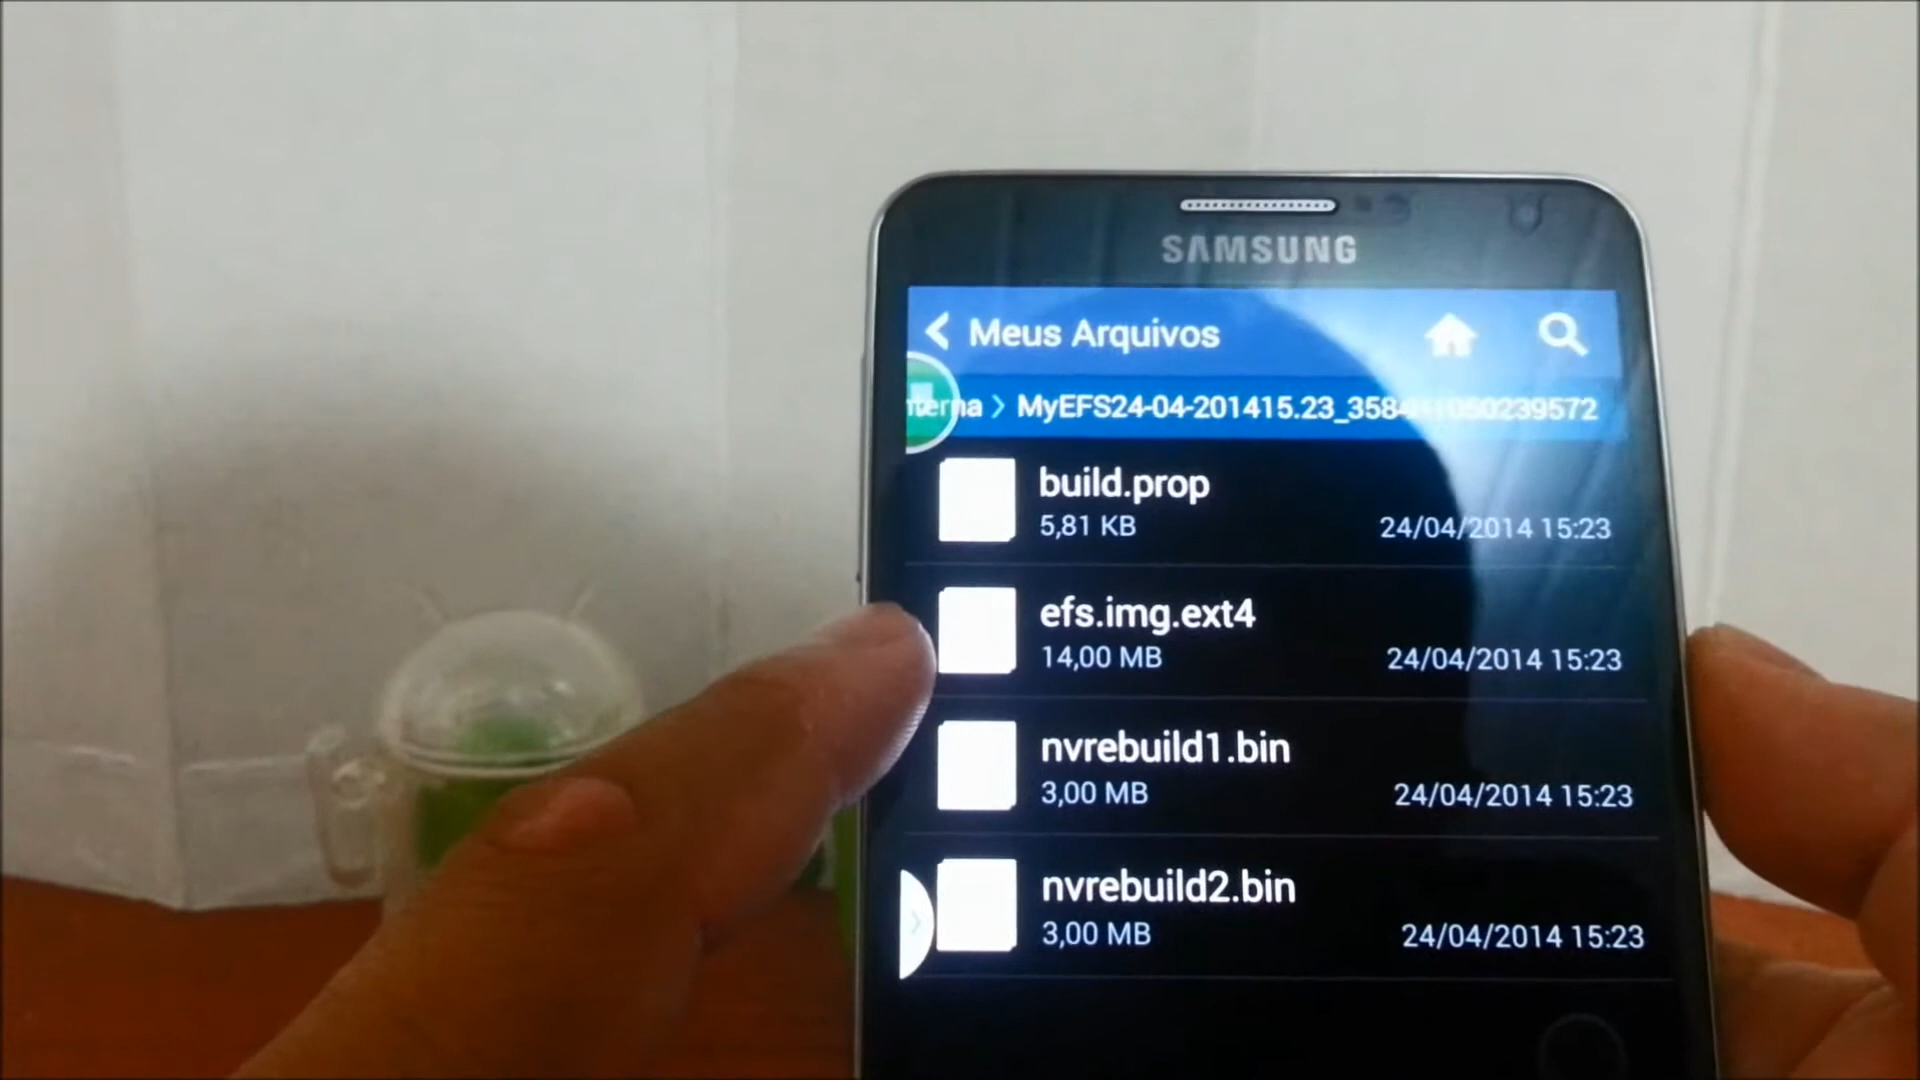 SAMSUNG
Meus Arquivos
nterna > MyEFS24-04-201415.23_
build.prop
5,81 KB
24/04/2014 15:23
efs.img.ext4
14,00 MB
24/04/2014 15:23
nvrebuild1.bin
3,00 MB
24/04/2014 15:23
nvrebuild2.bin
3,00 MB
24/04/2014 15:23